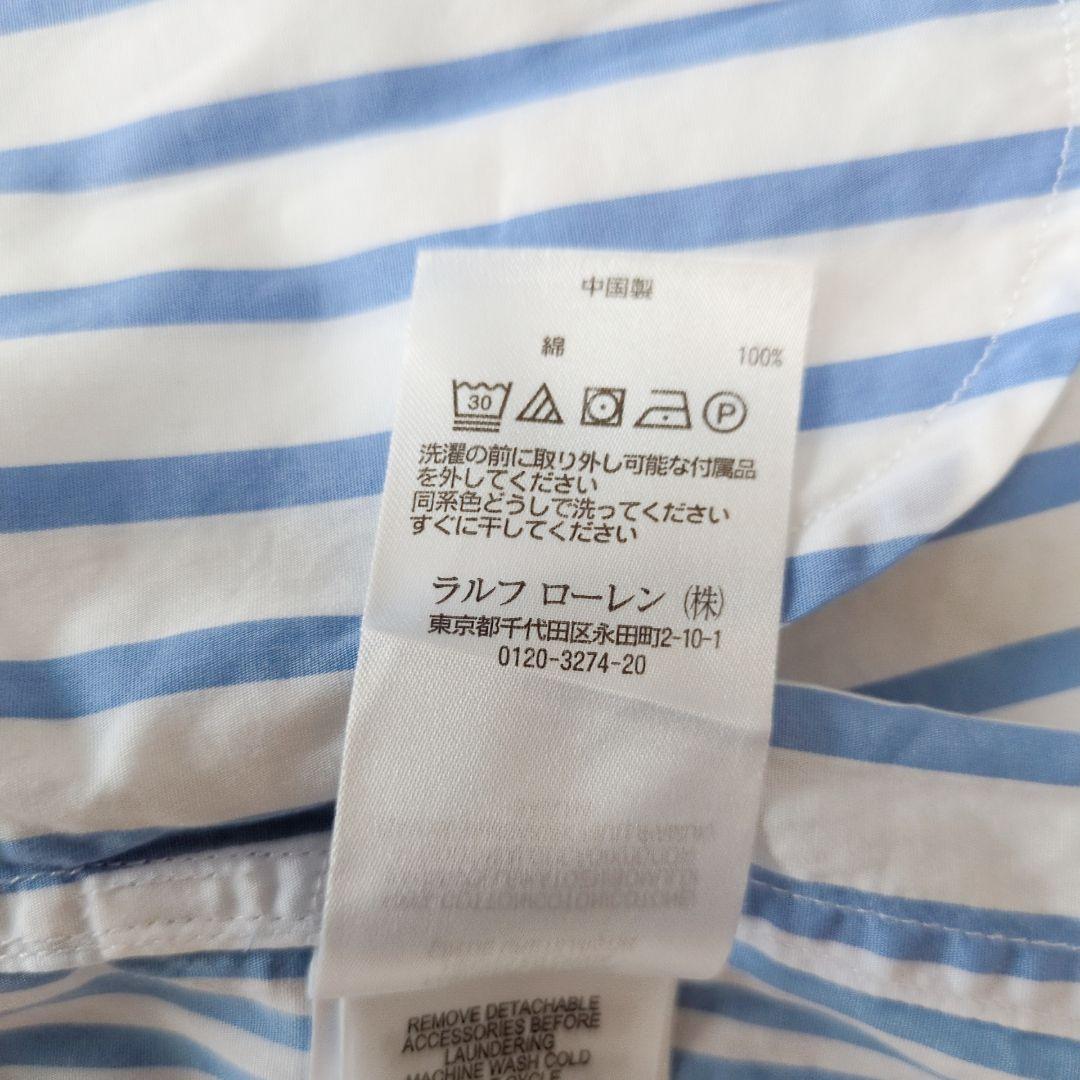 中国製
綿 100%
30 P
洗濯の前に取り外し可能な付属品
を外してください
同系色どうしで洗ってください
すぐに干してください
ラルフ ローレン (株)
東京都千代田区永田町2-10-1
0120-3274-20
REMOVE DETACHABLE
ACCESSORIES BEFORE
LAUNDERING
MACHINE WASH COLD
CYCLE